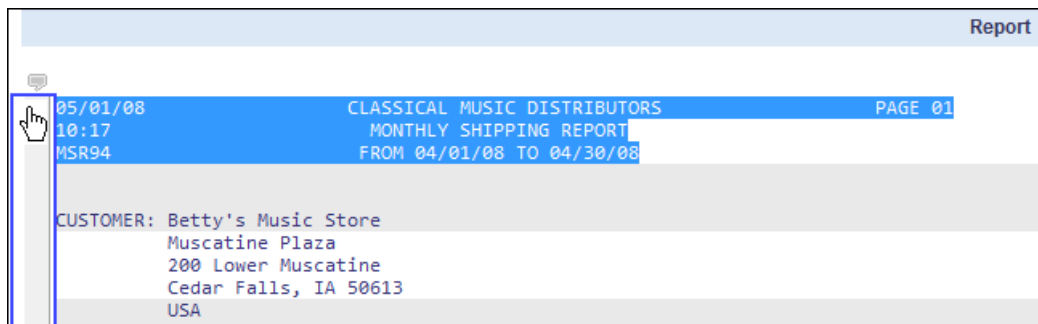 Report
05/01/08 CLASSICAL MUSIC DISTRIBUTORS PAGE 01
10:17 MONTHLY SHIPPING REPORT
MSR94 FROM 04/01/08 TO 04/30/08
CUSTOMER: Betty's Music Store
Muscatine Plaza
200 Lower Muscatine
Cedar Falls, IA 50613
USA